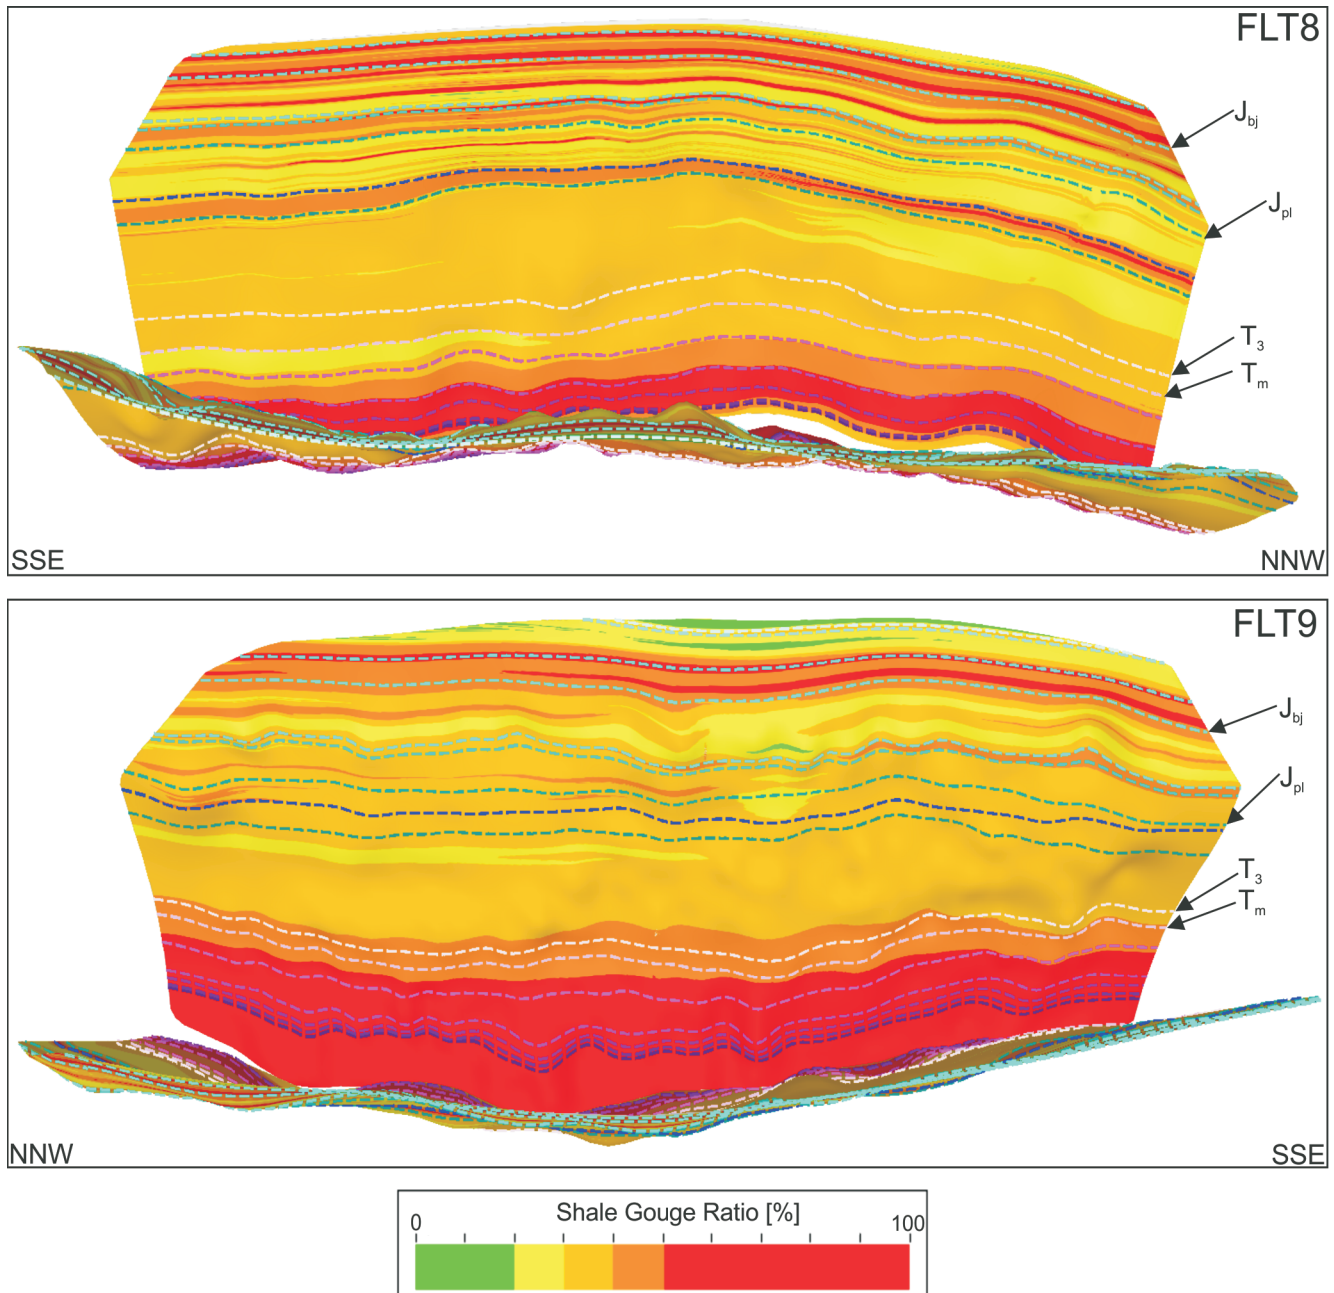 FLT8
Jbj
Jpl
T3
Tm
SSE NNW
FLT9
Jbj
Jpl
T3
Tm
NNW SSE
Shale Gouge Ratio [%]
0 100